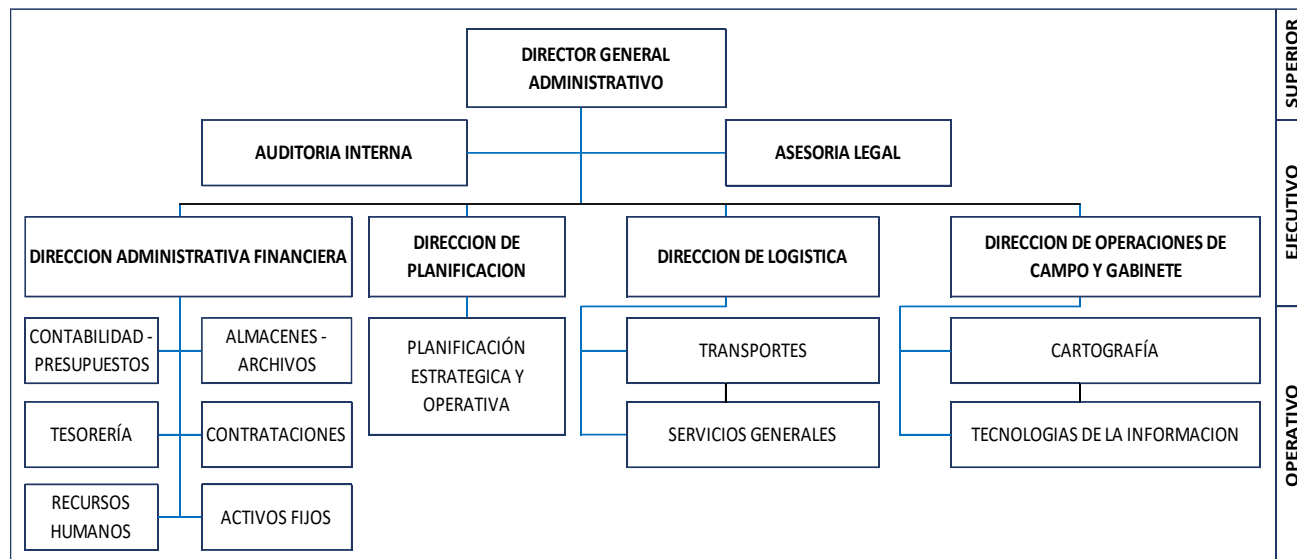 DIRECTOR GENERAL
ADMINISTRATIVO
SUPERIOR
AUDITORIA INTERNA
ASESORIA LEGAL
EJECUTIVO
DIRECCION ADMINISTRATIVA FINANCIERA
DIRECCION DE
PLANIFICACION
DIRECCION DE LOGISTICA
DIRECCION DE OPERACIONES DE
CAMPO Y GABINETE
CONTABILIDAD -
PRESUPUESTOS
ALMACENES -
ARCHIVOS
PLANIFICACIÓN
ESTRATEGICA Y
OPERATIVA
TRANSPORTES
CARTOGRAFÍA
OPERATIVO
TESORERÍA
CONTRATACIONES
SERVICIOS GENERALES
TECNOLOGIAS DE LA INFORMACION
RECURSOS
HUMANOS
ACTIVOS FIJOS